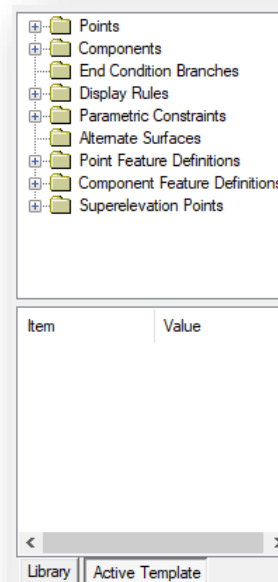 Points
Components
End Condition Branches
Display Rules
Parametric Constraints
Alternate Surfaces
Point Feature Definitions
Component Feature Definitions
Superelevation Points
Item Value
Library Active Template